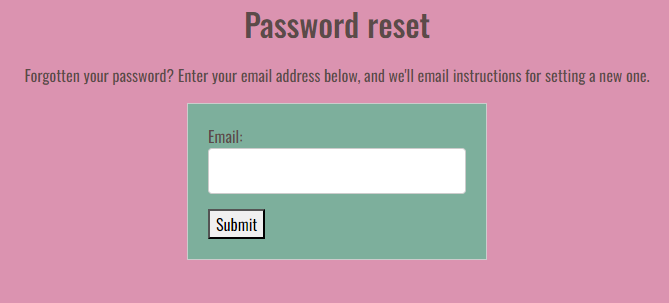 Password reset
Forgotten your password? Enter your email address below, and we'll email instructions for setting a new one.
Email:
Submit